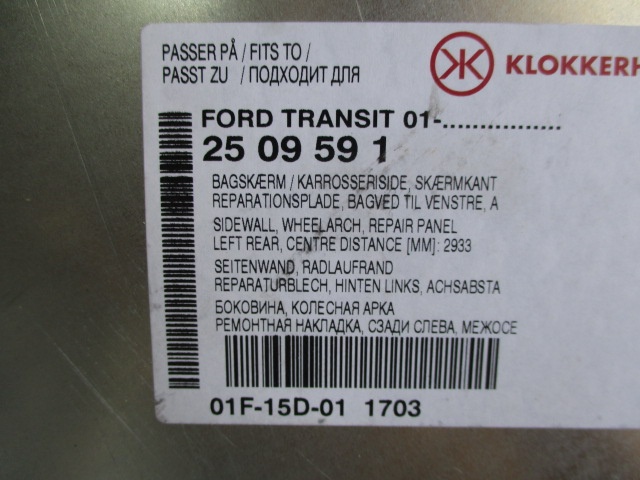 PASSER PÅ / FITS TO /
PASST ZU / ПОДХОДИТ ДЛЯ
KLOKKERH
FORD TRANSIT 01-................
25 09 59 1
BAGSKÆRM / KARROSSERISIDE, SKÆRMKANT
REPARATIONSPLADE, BAGVED TIL VENSTRE, A
SIDEWALL, WHEELARCH, REPAIR PANEL
LEFT REAR, CENTRE DISTANCE [MM]: 2933
SEITENWAND, RADLAUFRAND
REPARATURBLECH, HINTEN LINKS, ACHSABSTA
БОКОВИНА, КОЛЕСНАЯ АРКА
РЕМОНТНАЯ НАКЛАДКА, СЗАДИ СЛЕВА, МЕЖОСЕ
01F-15D-01 1703